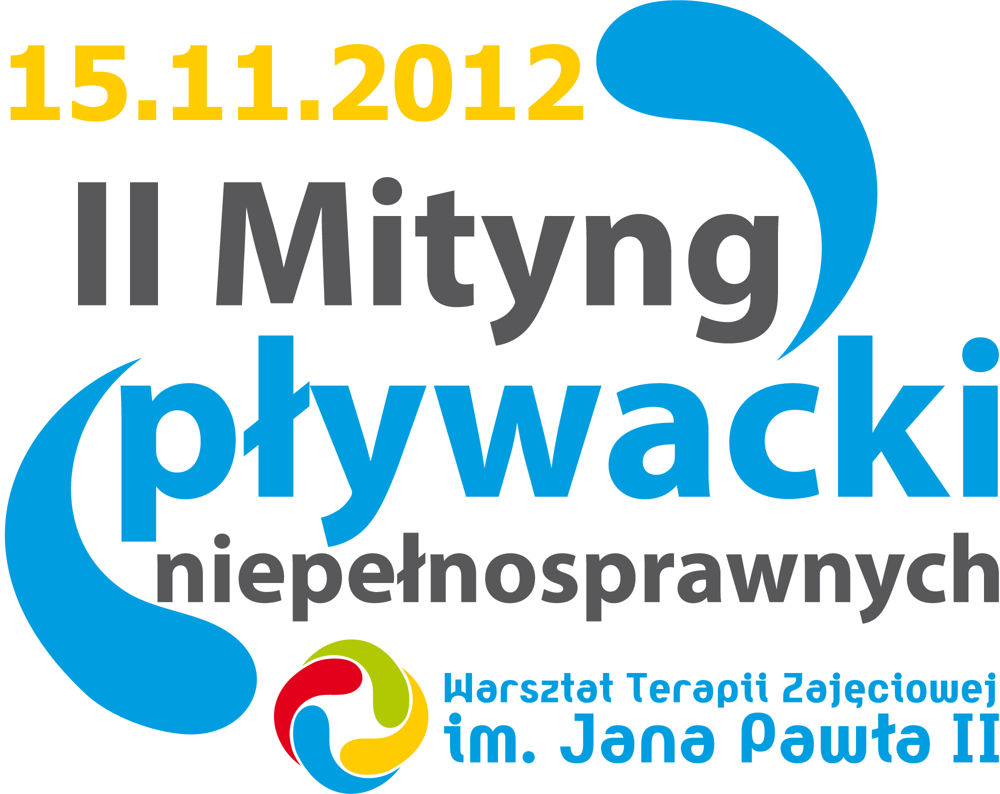 15.11.2012
II Mityng
pływacki
niepełnosprawnych
Warsztat Terapii Zajęciowej
im. Jana Pawła II